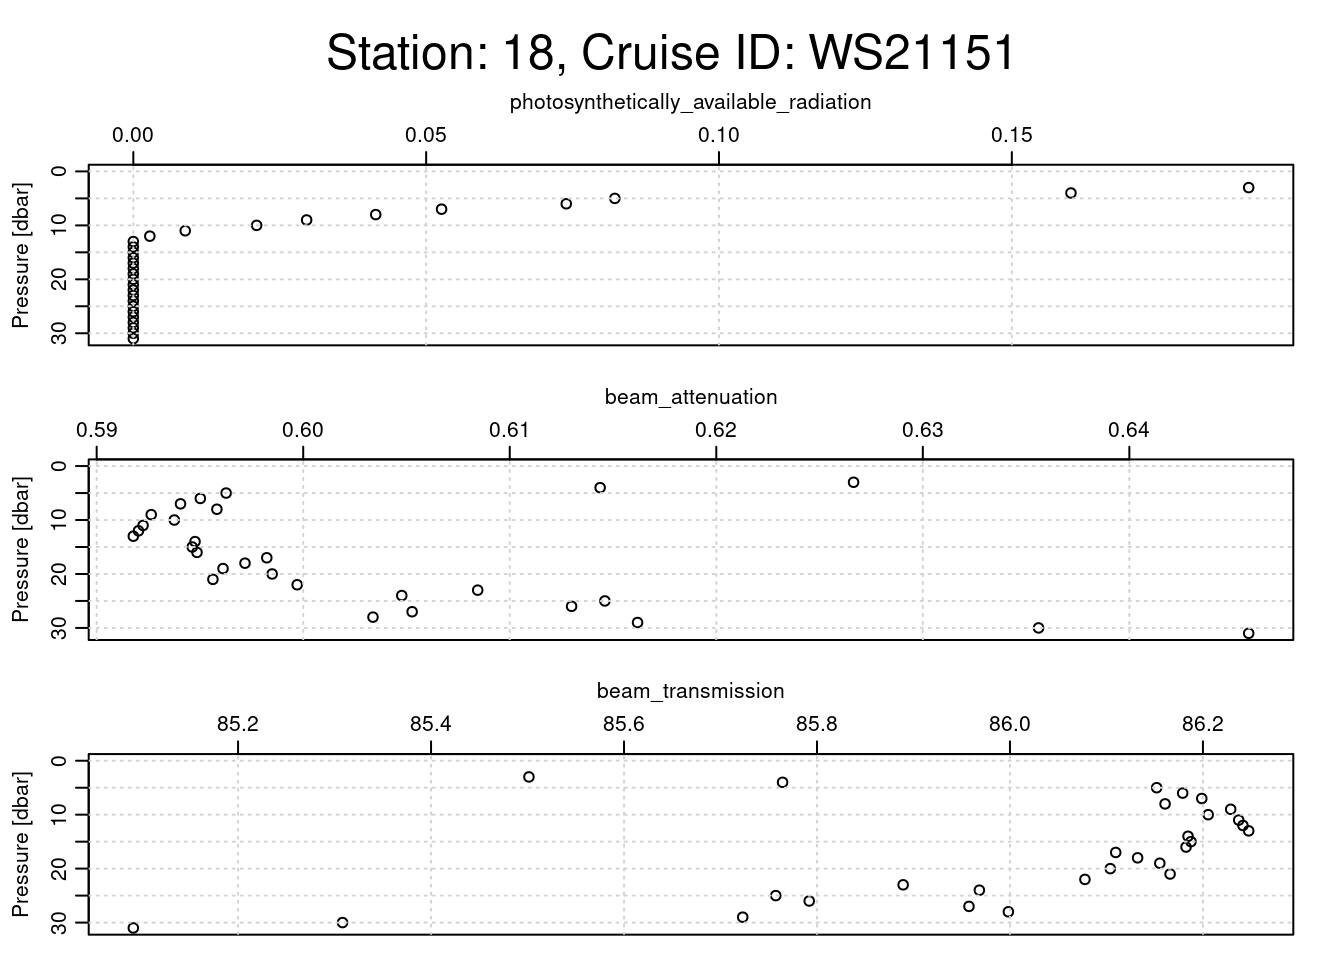 Station: 18, Cruise ID: WS21151
photosynthetically_available_radiation
0.00 0.05 0.10 0.15
Pressure [dbar]
0
10
20
30
beam_attenuation
0.59 0.60 0.61 0.62 0.63 0.64
Pressure [dbar]
0
10
20
30
beam_transmission
85.2 85.4 85.6 85.8 86.0 86.2
Pressure [dbar]
0
10
20
30